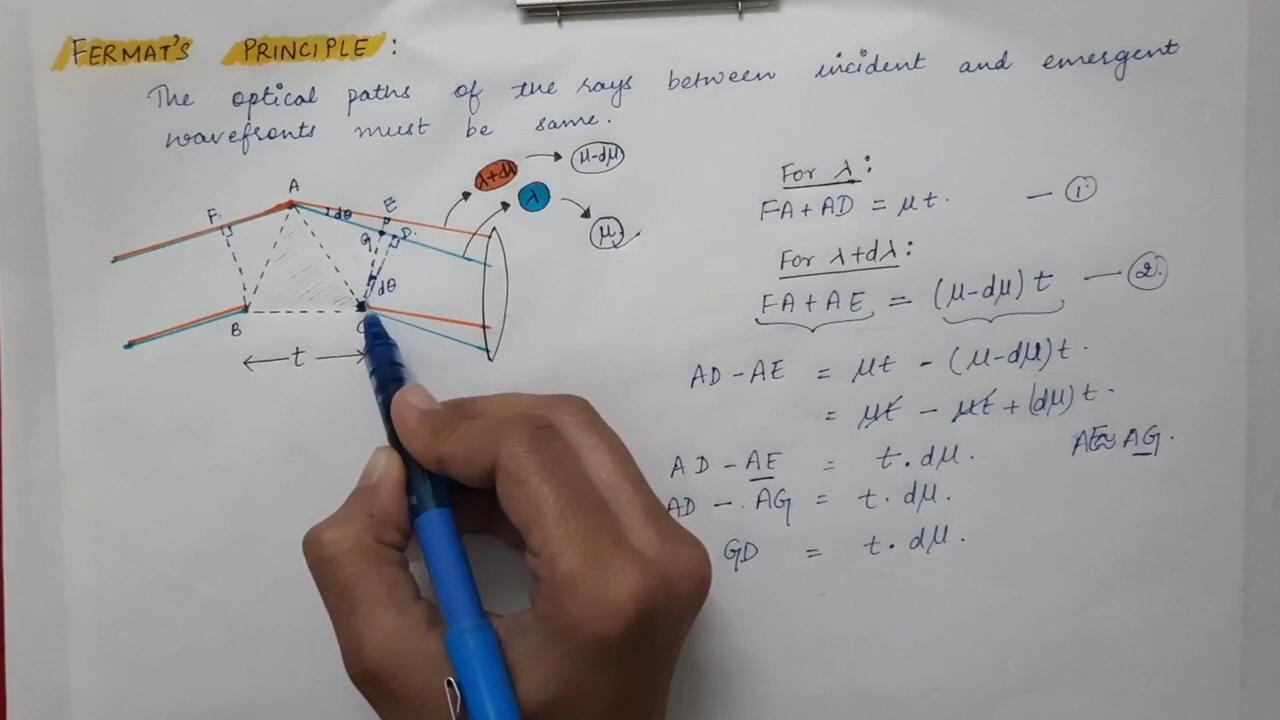 FERMAT'S PRINCIPLE :
The optical paths of the rays between incident and emergent
wavefronts must be same.
λ+dλ → μ-dμ
λ → μ
A
F
E
dθ
G
D
dθ
B
C
t
For λ :
FA + AD = μt. — ①
For λ+dλ :
FA + AE = (μ-dμ) t — ②
AD - AE = μt - (μ-dμ) t.
= μt - μt + (dμ) t.
AD - AE = t. dμ. AE ≈ AG.
AD - AG = t. dμ.
GD = t. dμ.